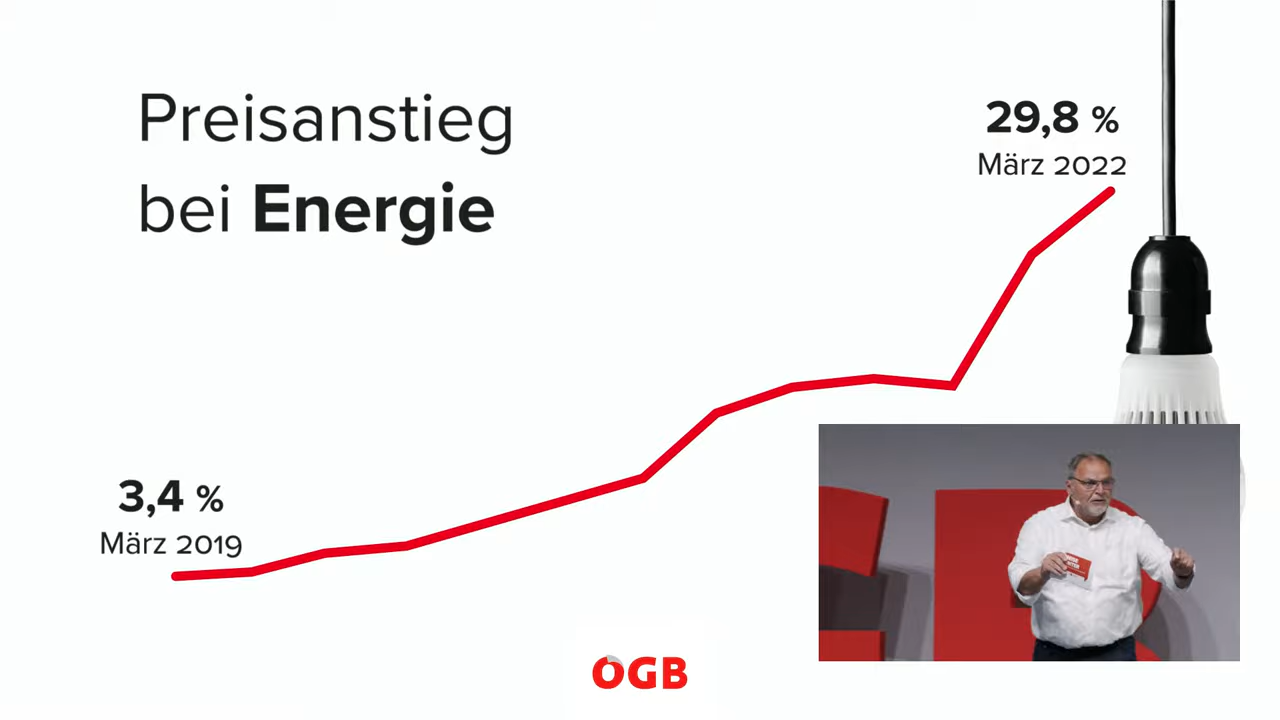 Preisanstieg
bei Energie
29,8 %
März 2022
3,4 %
März 2019
ÖGB